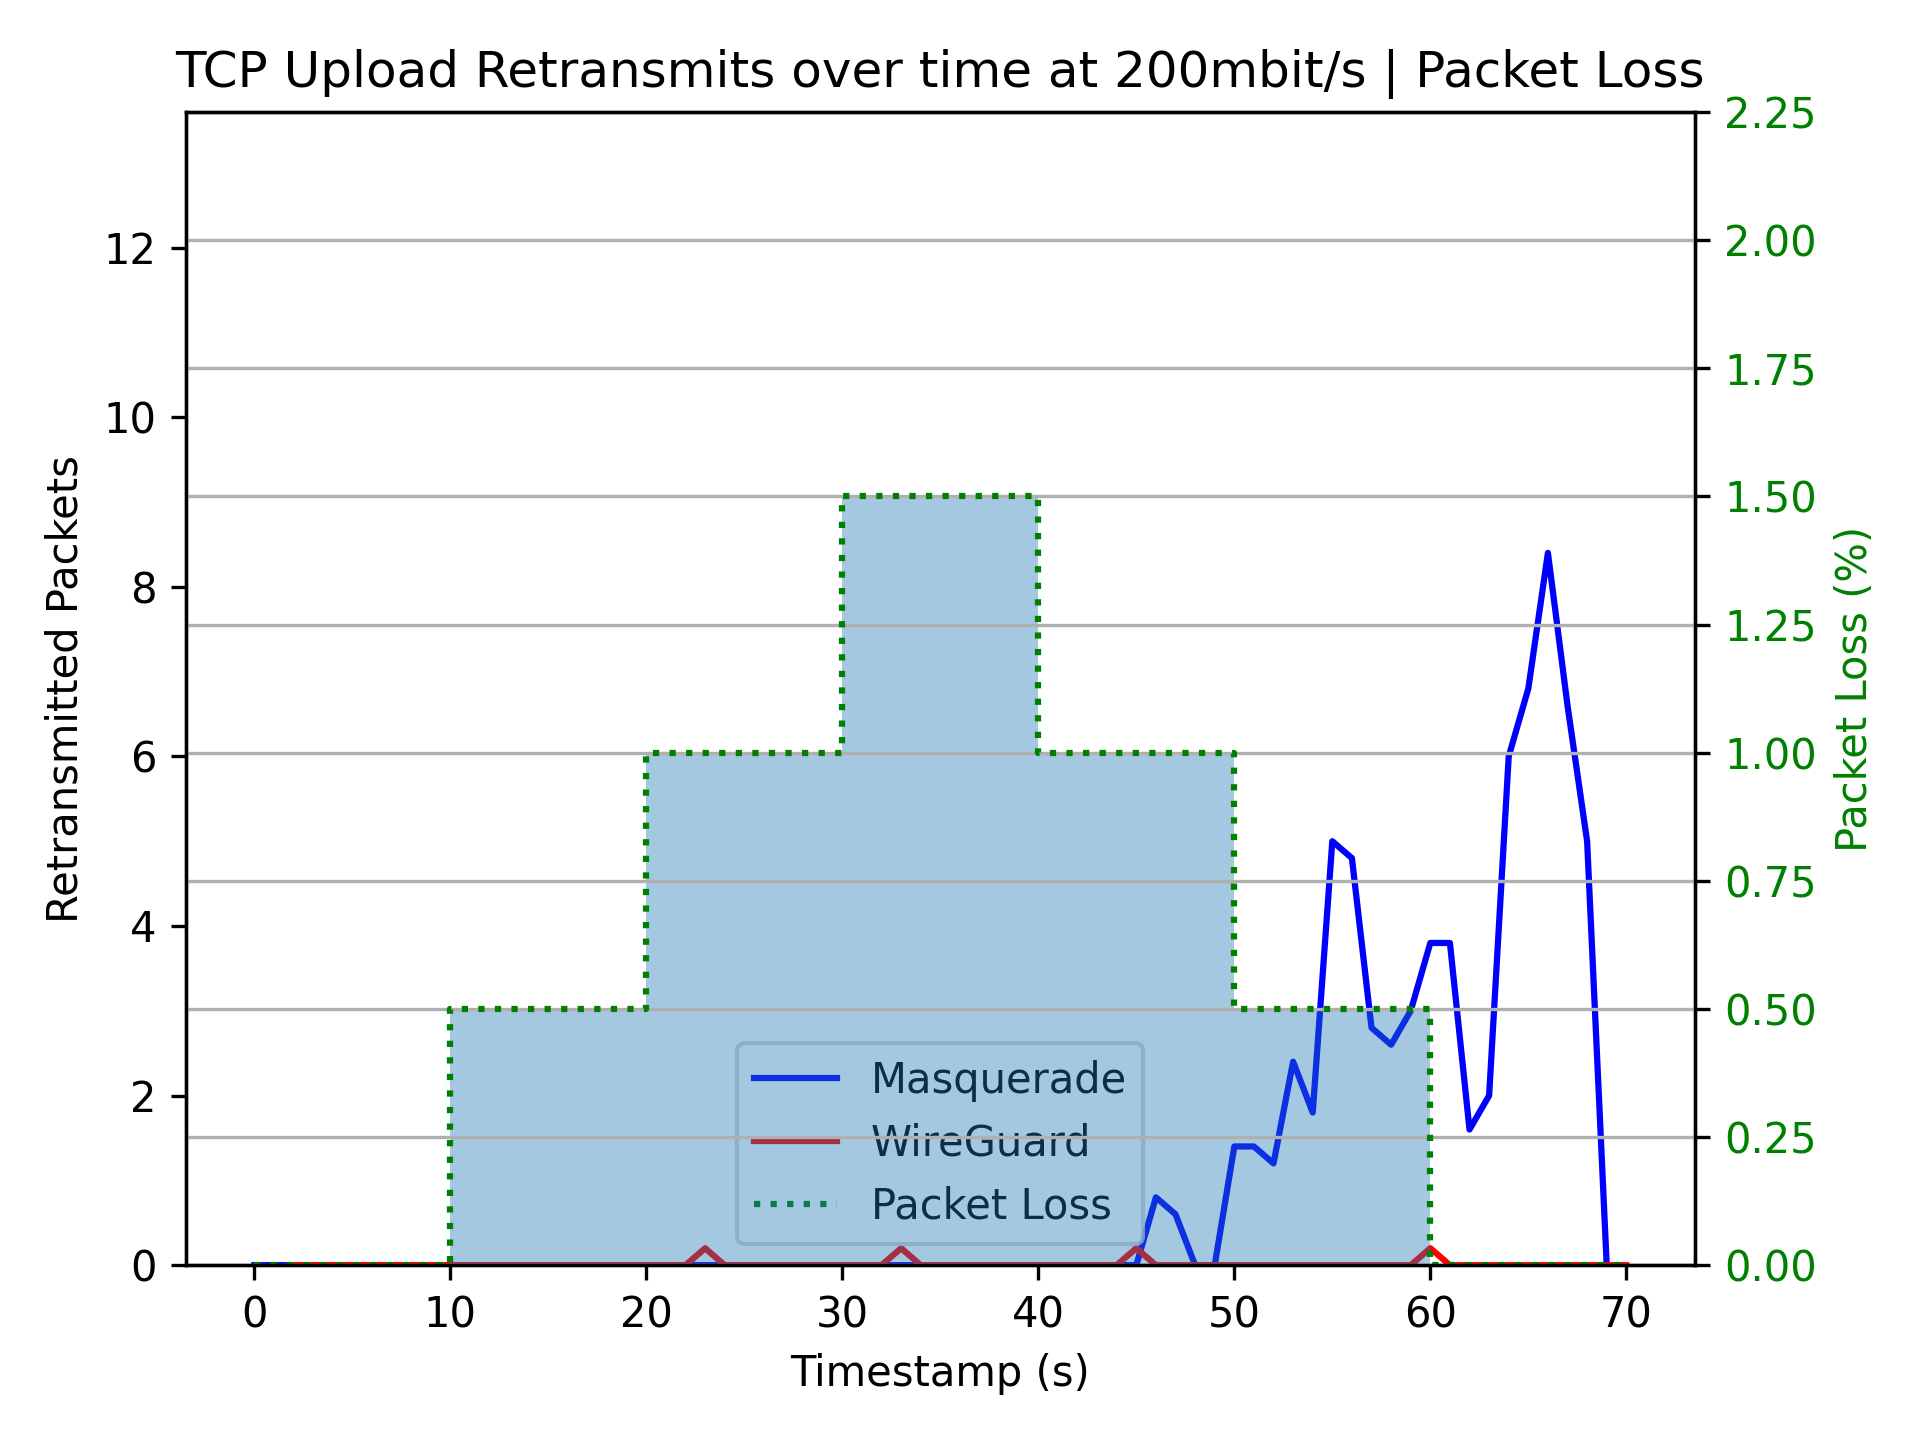 TCP Upload Retransmits over time at 200mbit/s | Packet Loss
2.25
2.00
1.75
1.50
1.25
1.00
0.75
0.50
0.25
0.00
Packet Loss (%)
12
10
8
6
4
2
0
Retransmitted Packets
Masquerade
WireGuard
Packet Loss
0 10 20 30 40 50 60 70
Timestamp (s)